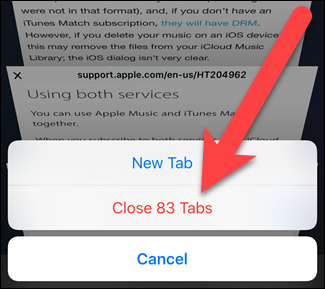 were not in that format), and, if you don't have an
iTunes Match subscription, they will have DRM.
However, if you delete your music on an iOS device
this may remove the files from your iCloud Music
Library; the iOS dialog isn't very clear.
× support.apple.com/en-us/HT204962
Using both services
You can use Apple Music and iTunes Ma
together.
When you subscribe to both servi iCloud
New Tab
Close 83 Tabs
Cancel